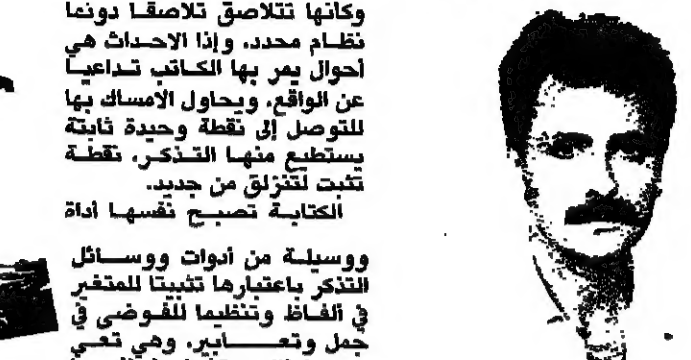 وكأنها تتلاصق تلاصقا دونما
نظام محدد، وإذا الاحداث هي
أحوال يمر بها الكاتب تداعيا
عن الواقع، ويحاول الامساك بها
للتوصل إلى نقطة وحيدة ثابتة
يستطيع منها التذكر، نقطة
تثبت لتنزلق من جديد.
الكتابة تصبح نفسها أداة
ووسيلة من أدوات ووسائل
التذكر باعتبارها تثبيتا للمتغير
في ألفاظ وتنظيما للفوضى في
جمل وتعابير، وهي تعي